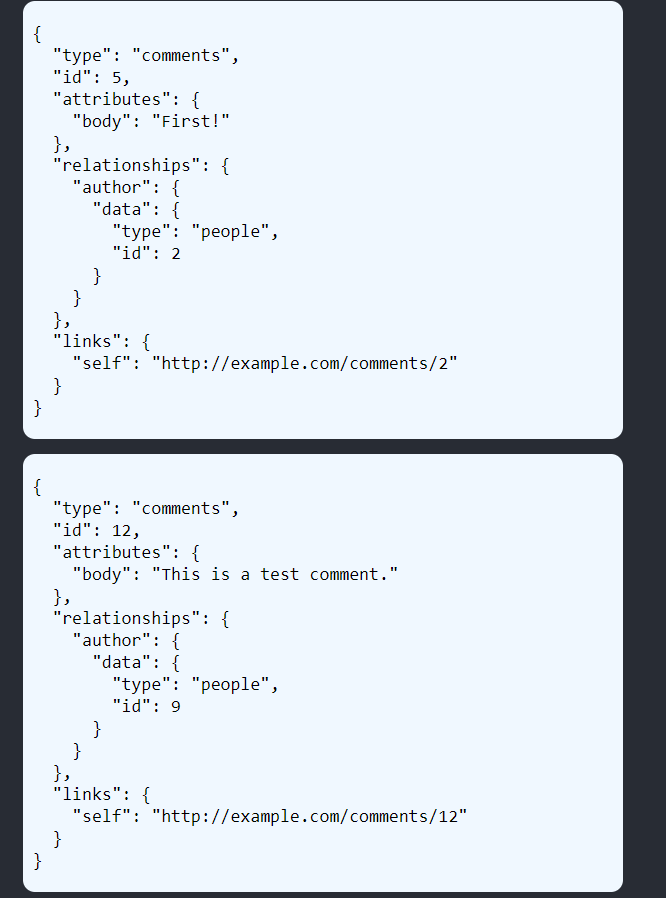 {
  "type": "comments",
  "id": 5,
  "attributes": {
    "body": "First!"
  },
  "relationships": {
    "author": {
      "data": {
        "type": "people",
        "id": 2
      }
    }
  },
  "links": {
    "self": "http://example.com/comments/2"
  }
}
{
  "type": "comments",
  "id": 12,
  "attributes": {
    "body": "This is a test comment."
  },
  "relationships": {
    "author": {
      "data": {
        "type": "people",
        "id": 9
      }
    }
  },
  "links": {
    "self": "http://example.com/comments/12"
  }
}